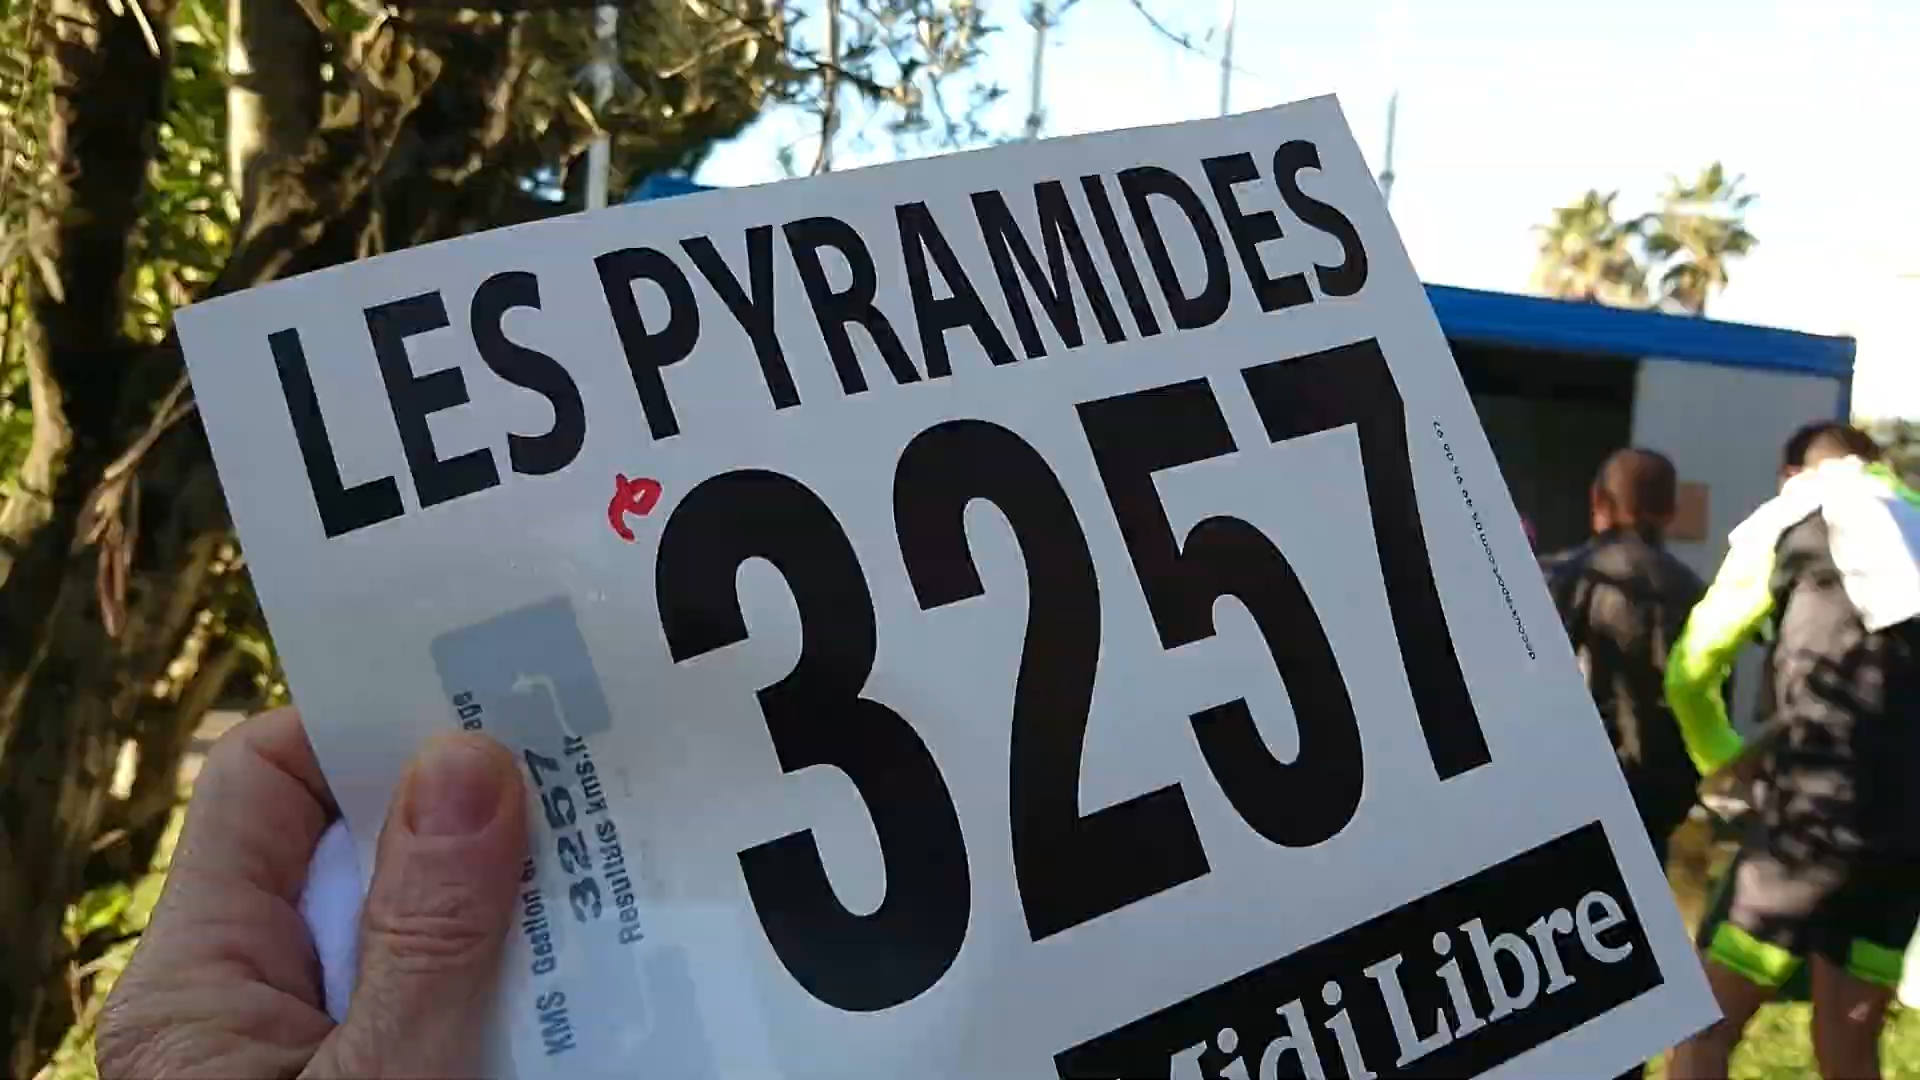 LES PYRAMIDES
e
3257
KMS Gestion
3257
Résultats kms.fr
Midi Libre